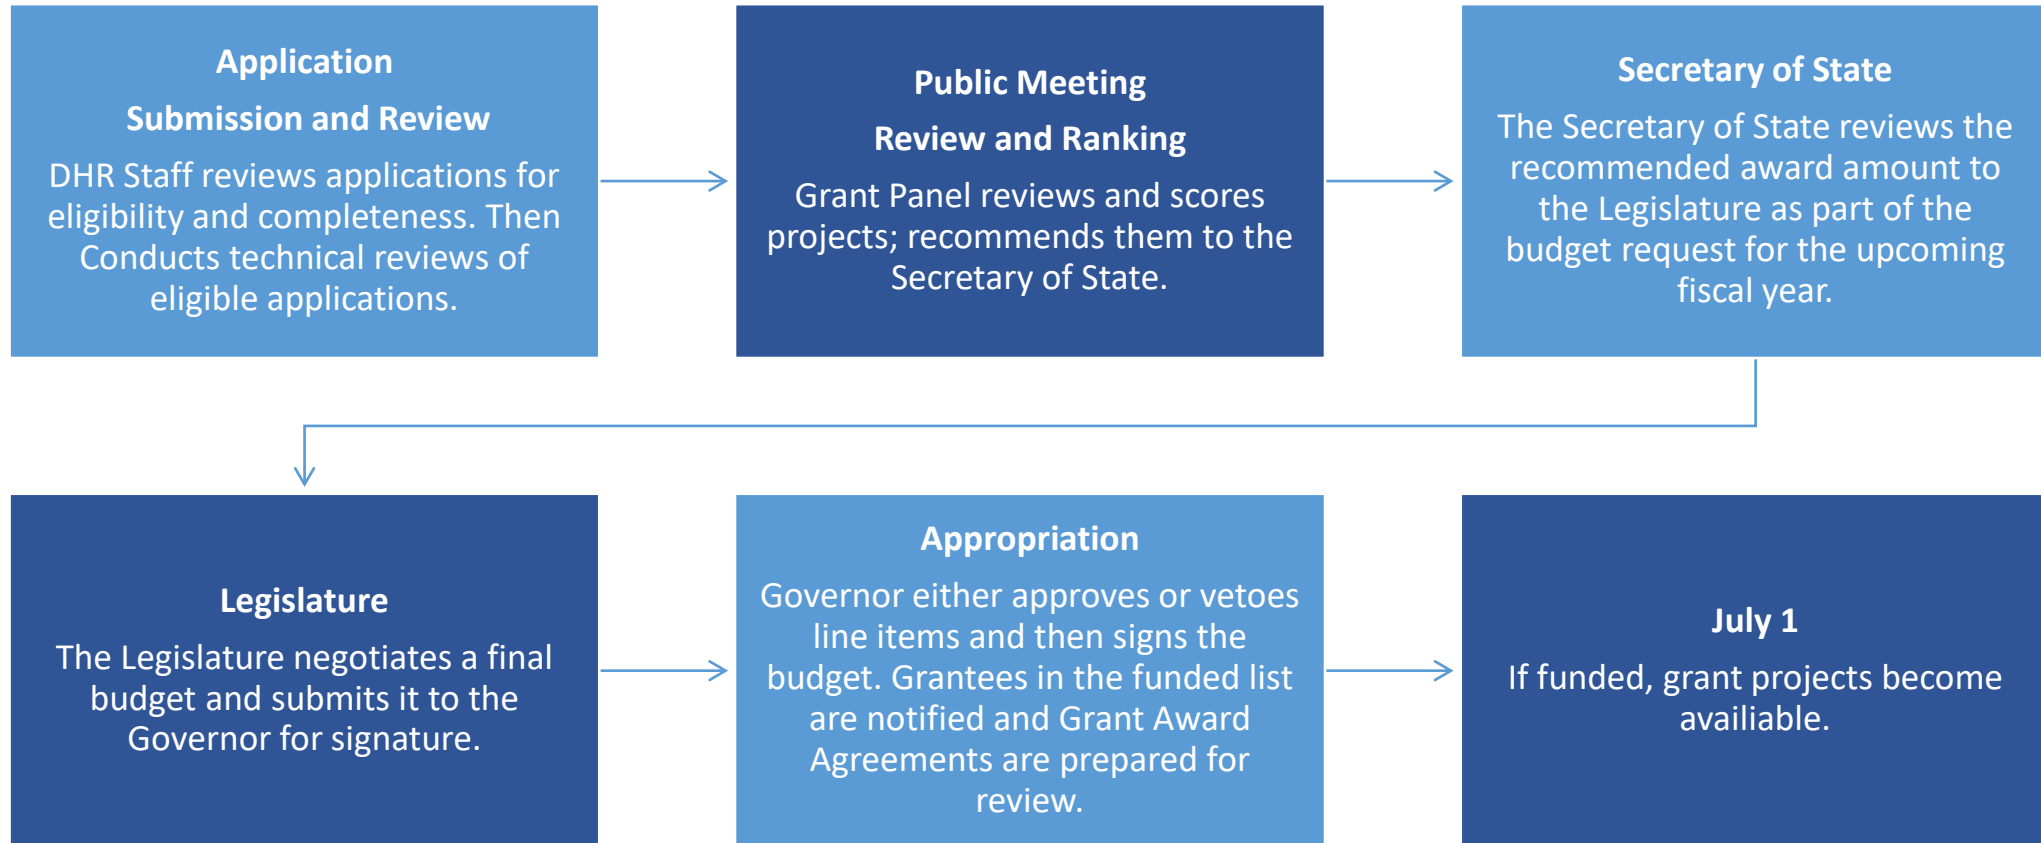 Application
Submission and Review
DHR Staff reviews applications for
eligibility and completeness. Then
Conducts technical reviews of
eligible applications.
Public Meeting
Review and Ranking
Grant Panel reviews and scores
projects; recommends them to the
Secretary of State.
Secretary of State
The Secretary of State reviews the
recommended award amount to
the Legislature as part of the
budget request for the upcoming
fiscal year.
Legislature
The Legislature negotiates a final
budget and submits it to the
Governor for signature.
Appropriation
Governor either approves or vetoes
line items and then signs the
budget. Grantees in the funded list
are notified and Grant Award
Agreements are prepared for
review.
July 1
If funded, grant projects become
availiable.